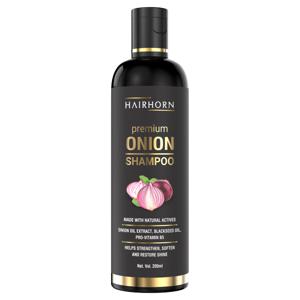 HAIRHORN
premium
ONION
SHAMPOO
MADE WITH NATURAL ACTIVES
ONION OIL EXTRACT, BLACKSEED OIL,
PRO-VITAMIN B5
HELPS STRENGTHEN, SOFTEN
AND RESTORE SHINE
Net. Vol. 200ml